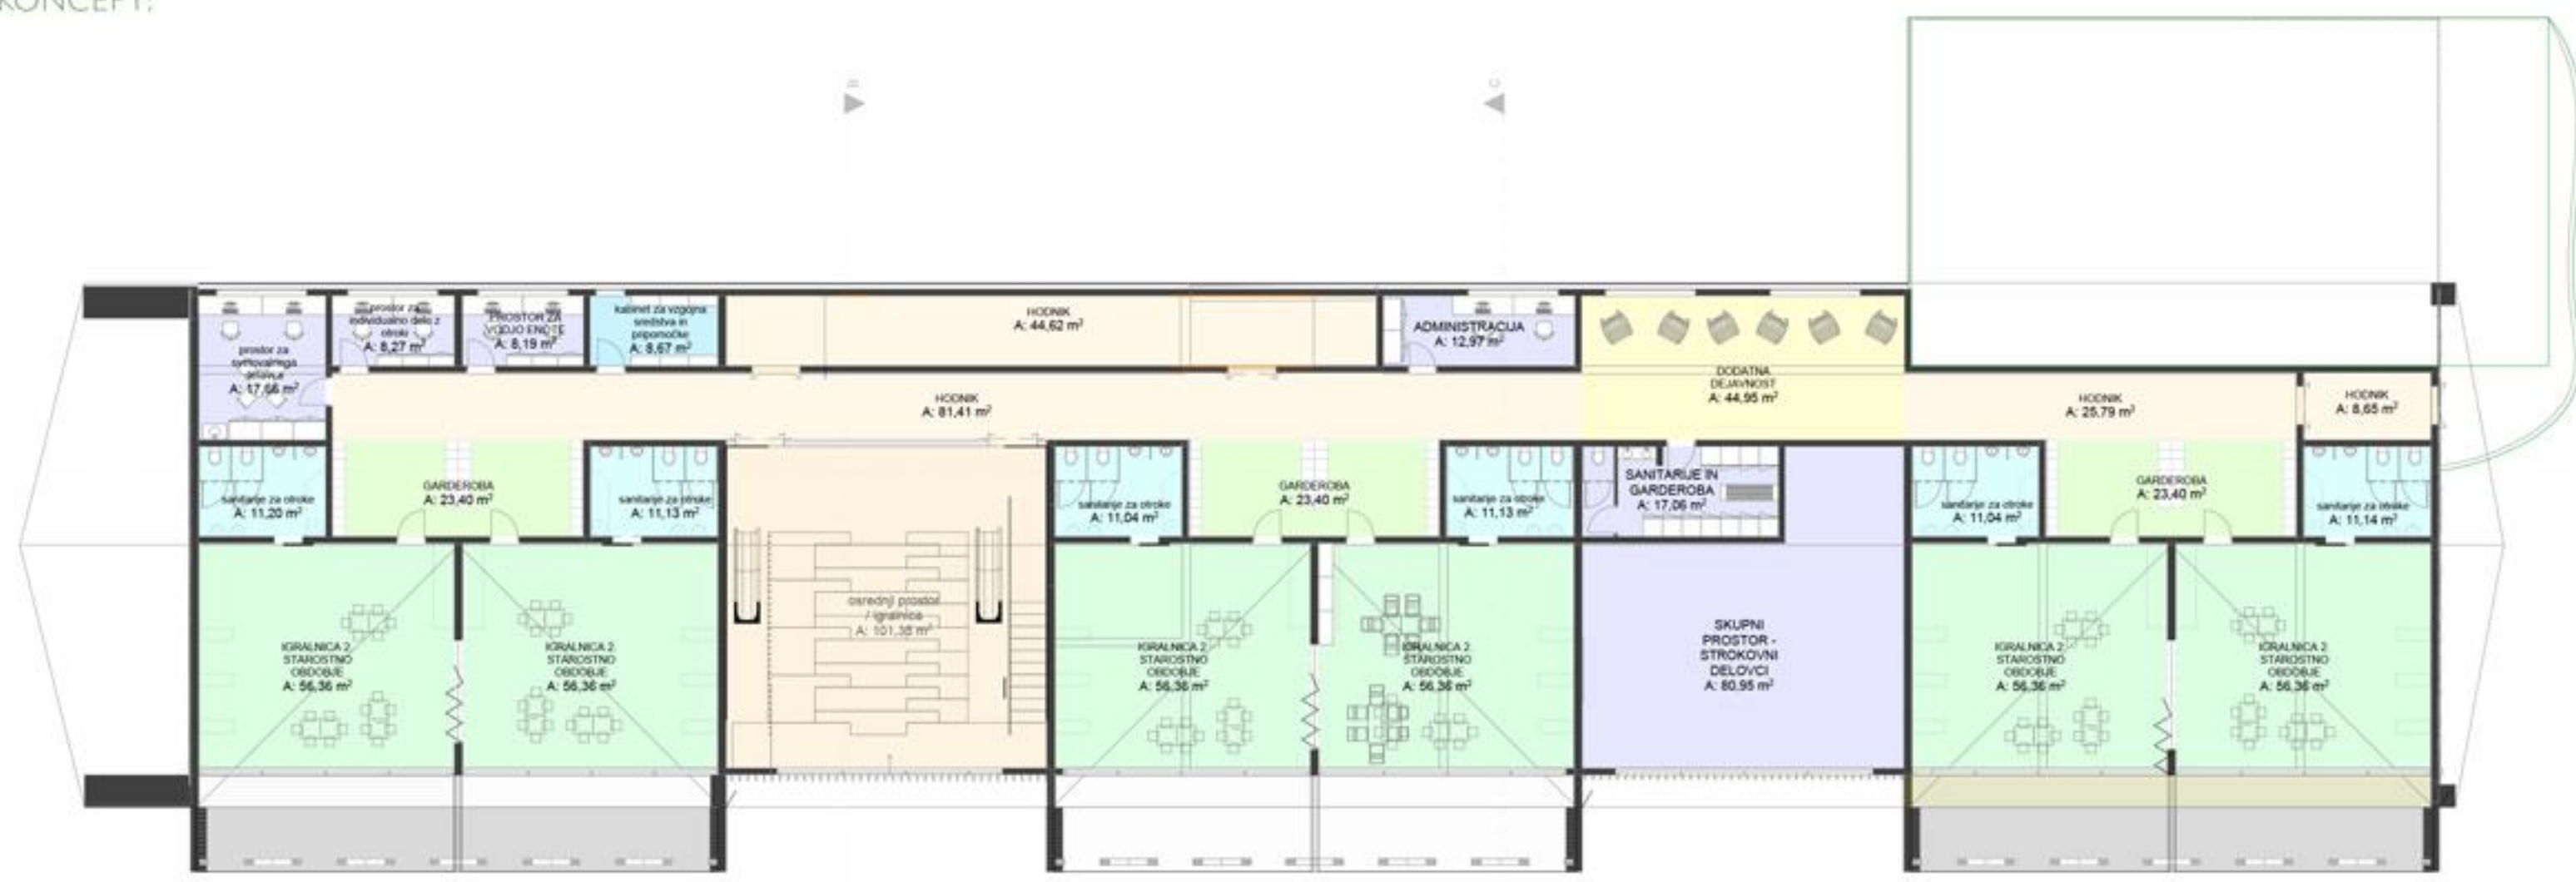 KONCEPT:
B
C
prostor za
svetovalnega
delavca
A: 17,66 m²
prostor za
individualno delo z
otroki
A: 8,27 m²
PROSTOR ZA
VODJO ENOTE
A: 8,19 m²
kabinet za vzgojna
sredstva in
pripomočke
A: 8,67 m²
HODNIK
A: 44,62 m²
ADMINISTRACIJA
A: 12,97 m²
DODATNA
DEJAVNOST
A: 44,95 m²
HODNIK
A: 81,41 m²
HODNIK
A: 25,79 m²
HODNIK
A: 8,65 m²
sanitarije za otroke
A: 11,20 m²
GARDEROBA
A: 23,40 m²
sanitarije za otroke
A: 11,13 m²
sanitarije za otroke
A: 11,04 m²
GARDEROBA
A: 23,40 m²
sanitarije za otroke
A: 11,13 m²
SANITARIJE IN
GARDEROBA
A: 17,06 m²
sanitarije za otroke
A: 11,04 m²
GARDEROBA
A: 23,40 m²
sanitarije za otroke
A: 11,14 m²
IGRALNICA 2.
STAROSTNO
OBDOBJE
A: 56,36 m²
IGRALNICA 2.
STAROSTNO
OBDOBJE
A: 56,36 m²
osrednji prostor
/ igralnica
A: 101,38 m²
IGRALNICA 2.
STAROSTNO
OBDOBJE
A: 56,36 m²
IGRALNICA 2.
STAROSTNO
OBDOBJE
A: 56,36 m²
SKUPNI
PROSTOR -
STROKOVNI
DELOVCI
A: 80,95 m²
IGRALNICA 2.
STAROSTNO
OBDOBJE
A: 56,36 m²
IGRALNICA 2.
STAROSTNO
OBDOBJE
A: 56,36 m²